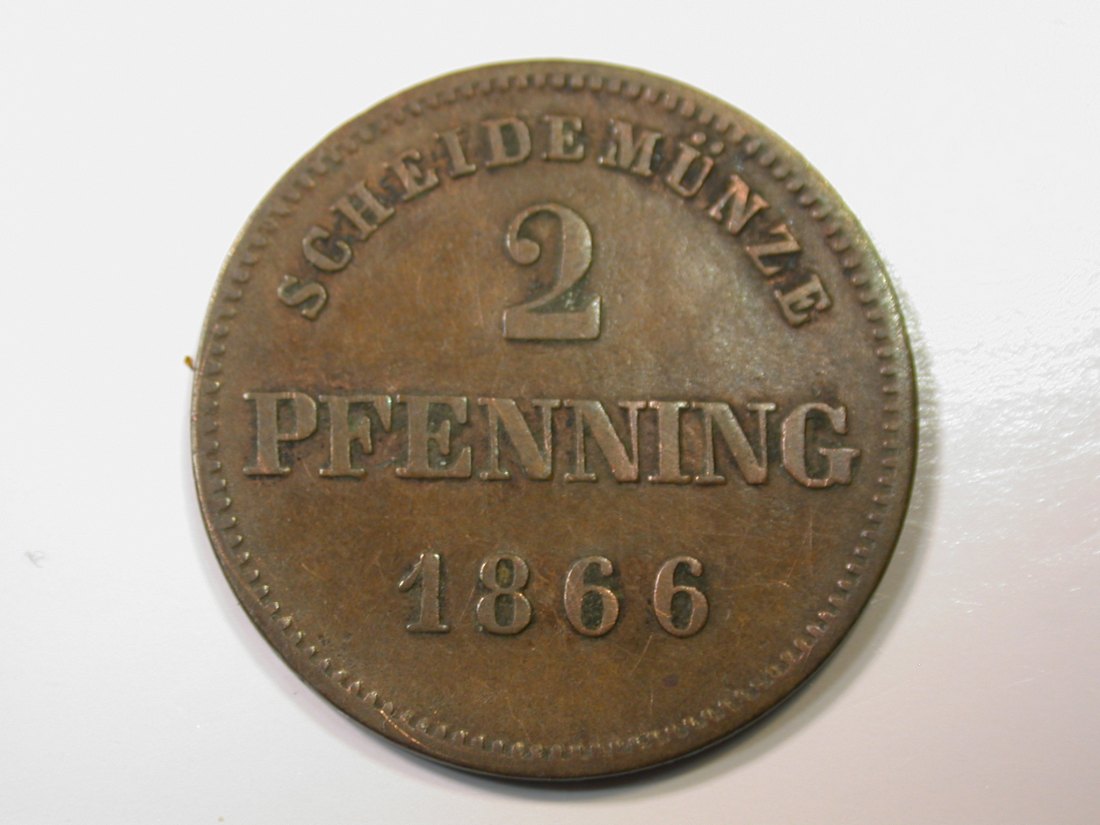 SCHEIDEMÜNZE
2
PFENNING
1866